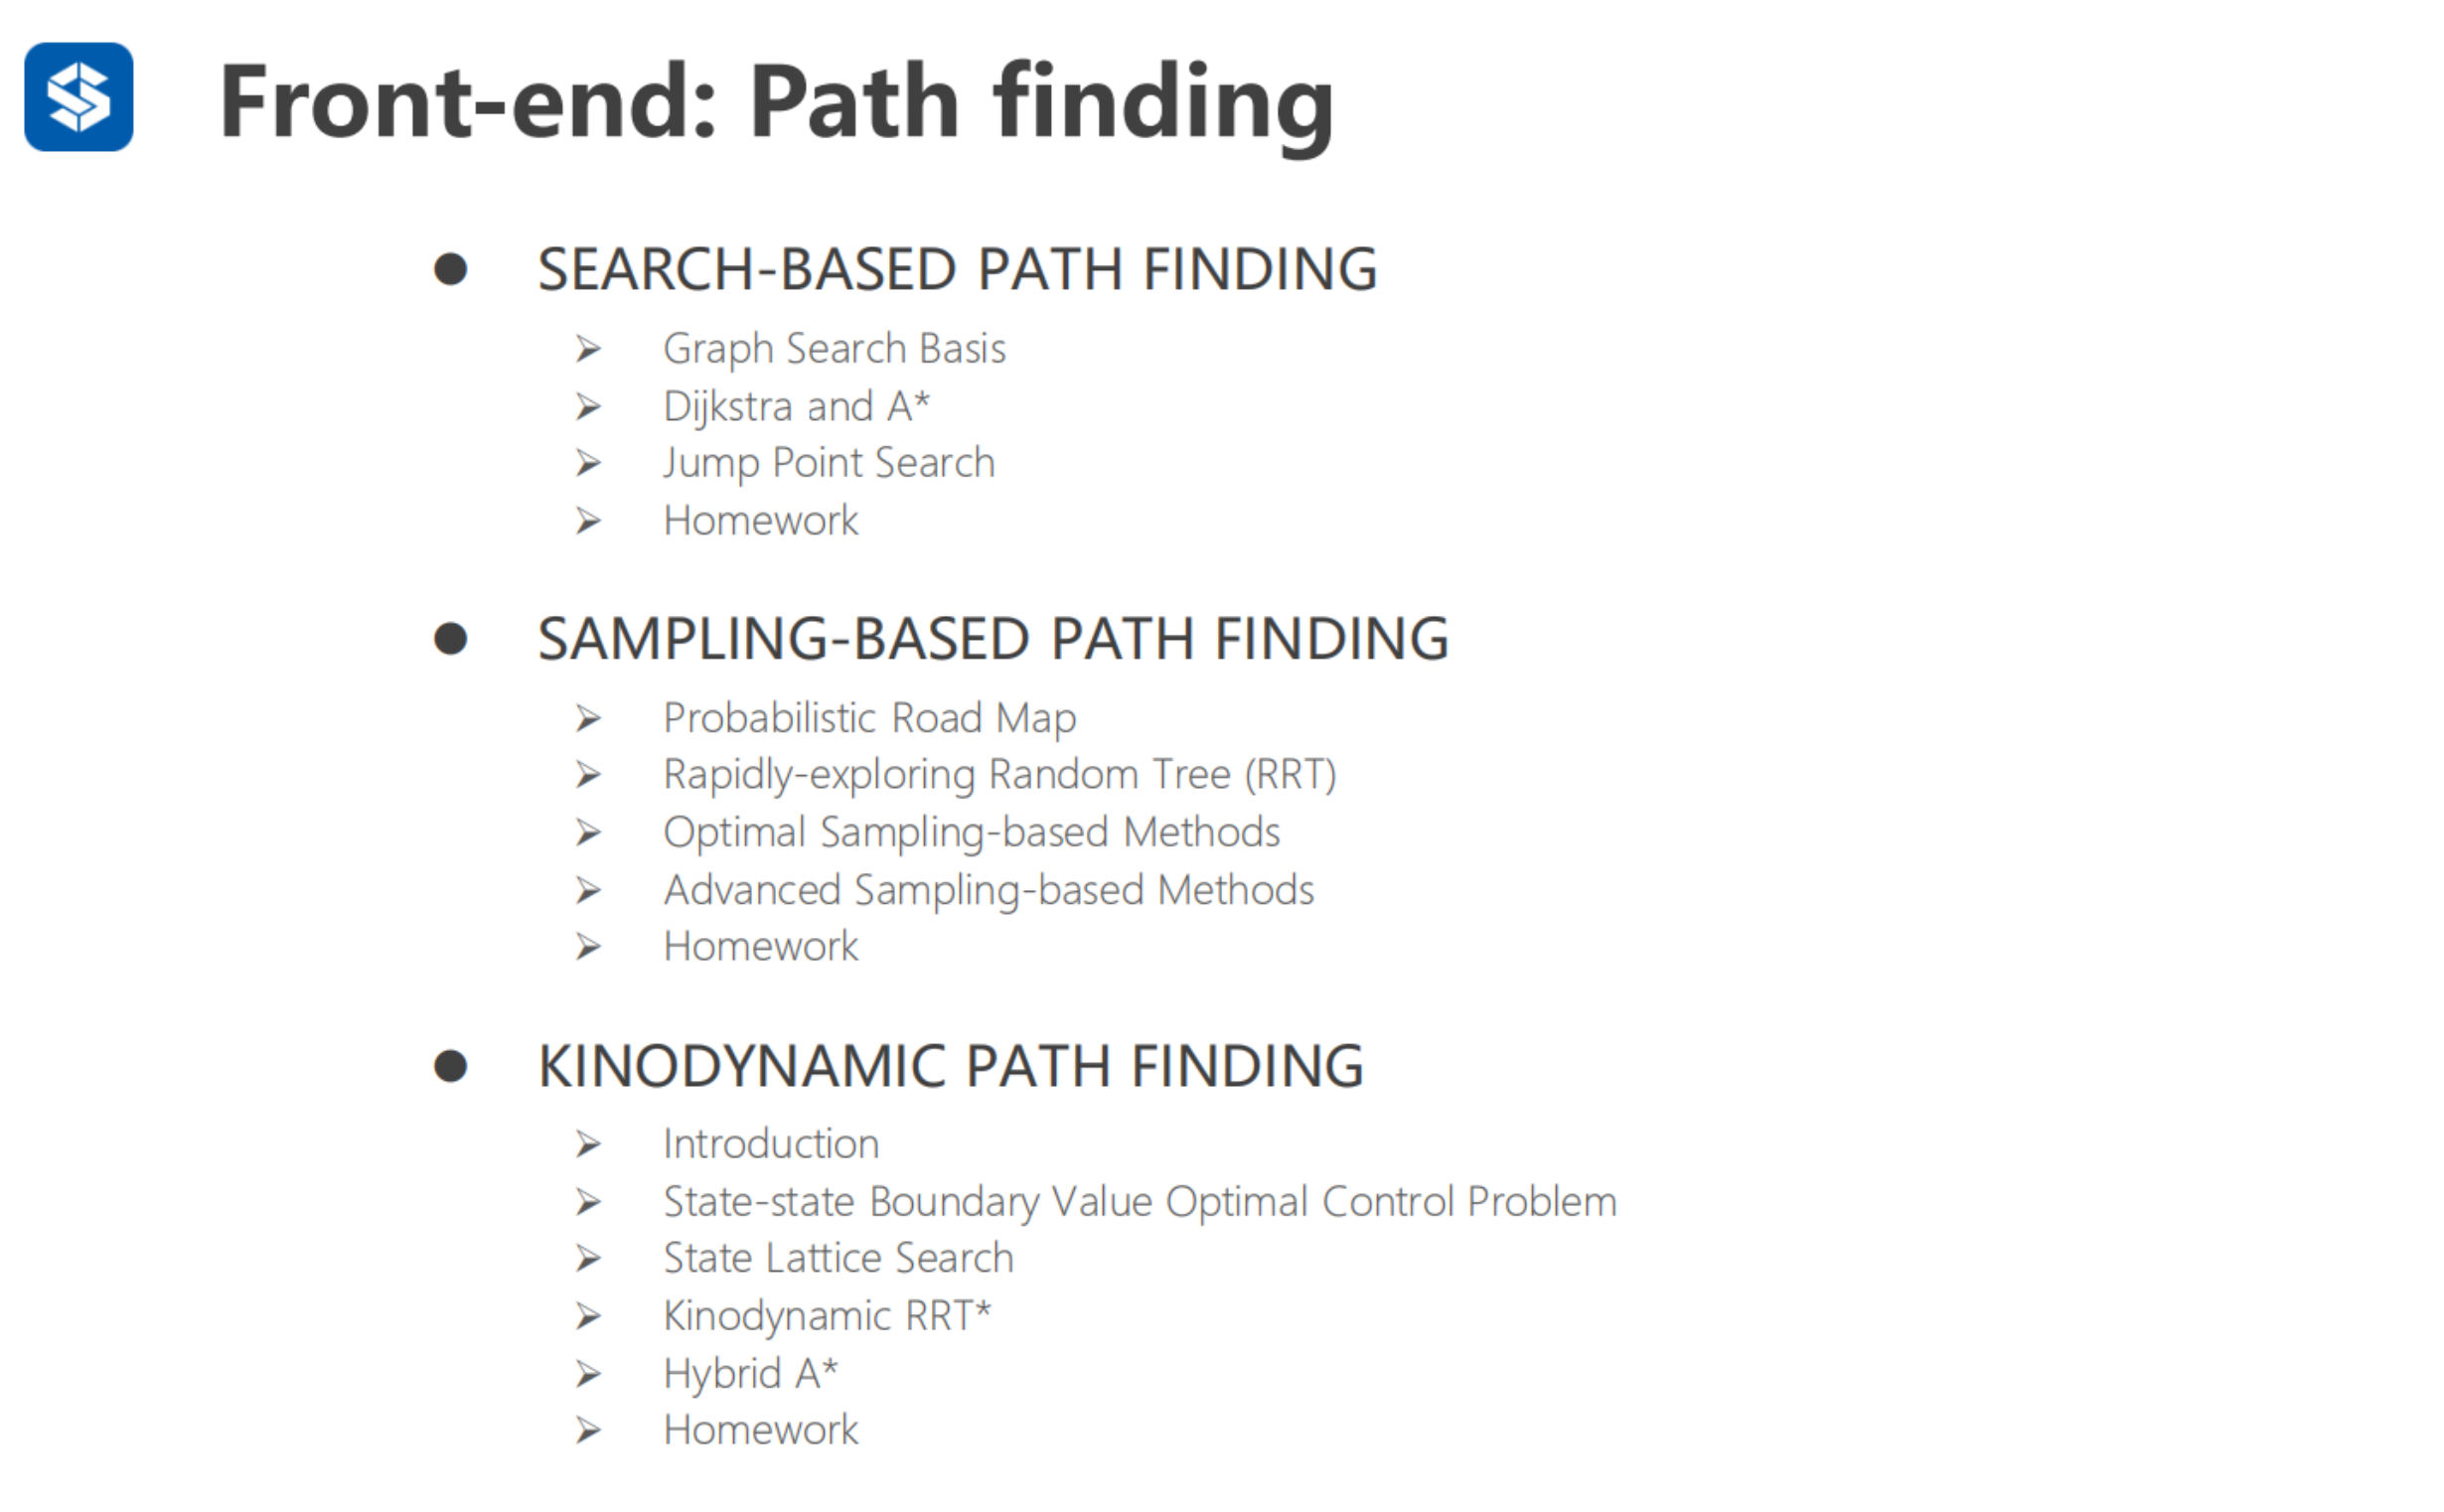 Front-end: Path finding
● SEARCH-BASED PATH FINDING
➢ Graph Search Basis
➢ Dijkstra and A*
➢ Jump Point Search
➢ Homework
● SAMPLING-BASED PATH FINDING
➢ Probabilistic Road Map
➢ Rapidly-exploring Random Tree (RRT)
➢ Optimal Sampling-based Methods
➢ Advanced Sampling-based Methods
➢ Homework
● KINODYNAMIC PATH FINDING
➢ Introduction
➢ State-state Boundary Value Optimal Control Problem
➢ State Lattice Search
➢ Kinodynamic RRT*
➢ Hybrid A*
➢ Homework